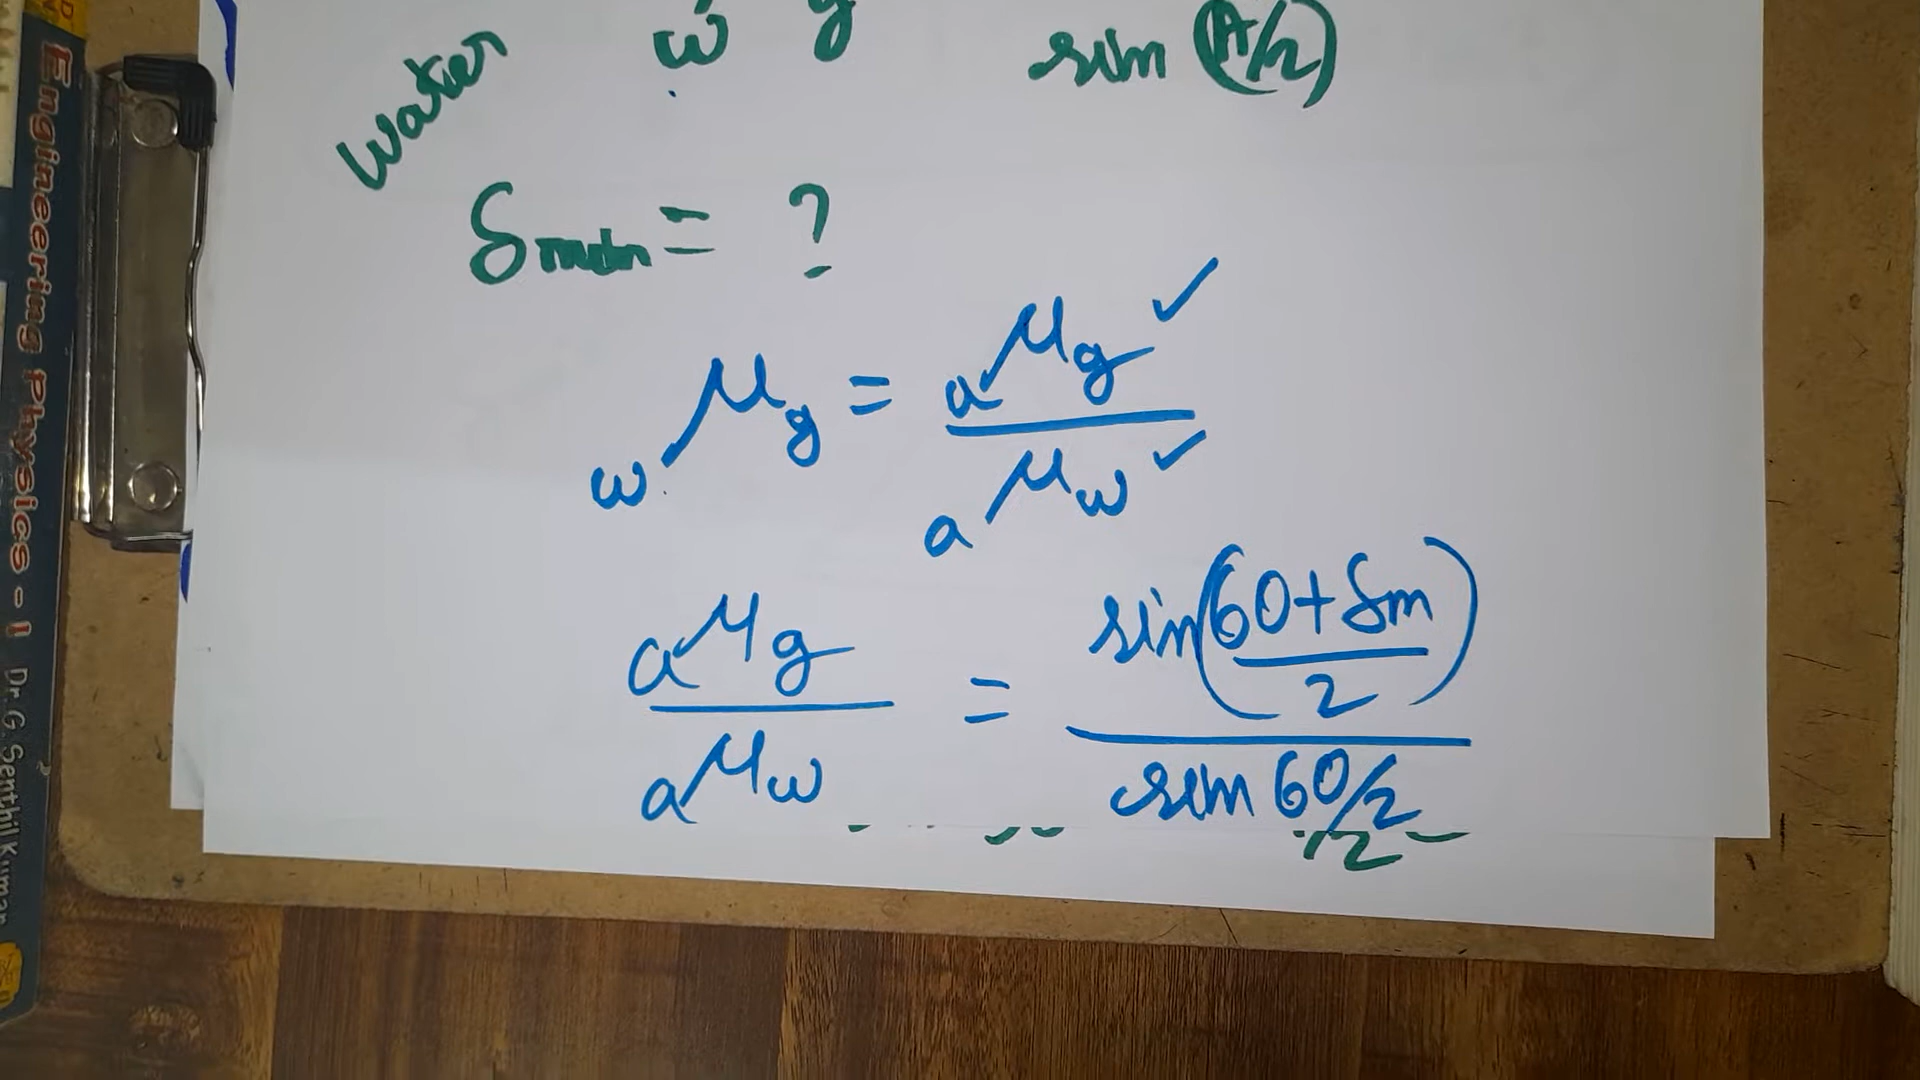 w g sin (A/2)
water
δmin = ?
wμg = aμg ✓
aμw ✓
aμg / aμw = sin(60+δm / 2) / sin 60/2
Engineering Physics - I Dr. G. Senthil Kumar